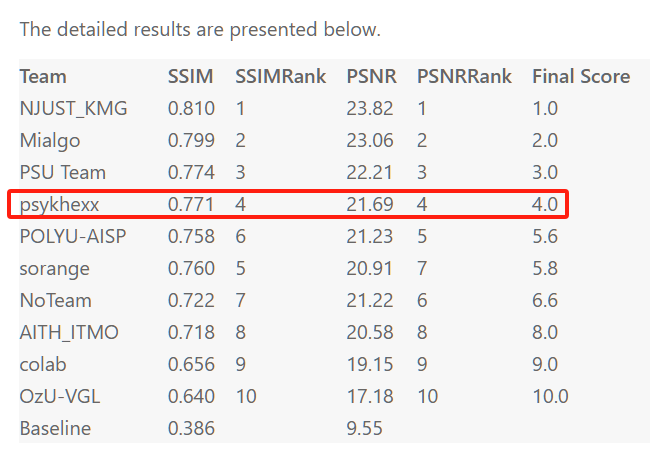 The detailed results are presented below.
Team SSIM SSIMRank PSNR PSNRRank Final Score
NJUST_KMG 0.810 1 23.82 1 1.0
Mialgo 0.799 2 23.06 2 2.0
PSU Team 0.774 3 22.21 3 3.0
psykhexx 0.771 4 21.69 4 4.0
POLYU-AISP 0.758 6 21.23 5 5.6
sorange 0.760 5 20.91 7 5.8
NoTeam 0.722 7 21.22 6 6.6
AITH_ITMO 0.718 8 20.58 8 8.0
colab 0.656 9 19.15 9 9.0
OzU-VGL 0.640 10 17.18 10 10.0
Baseline 0.386 9.55